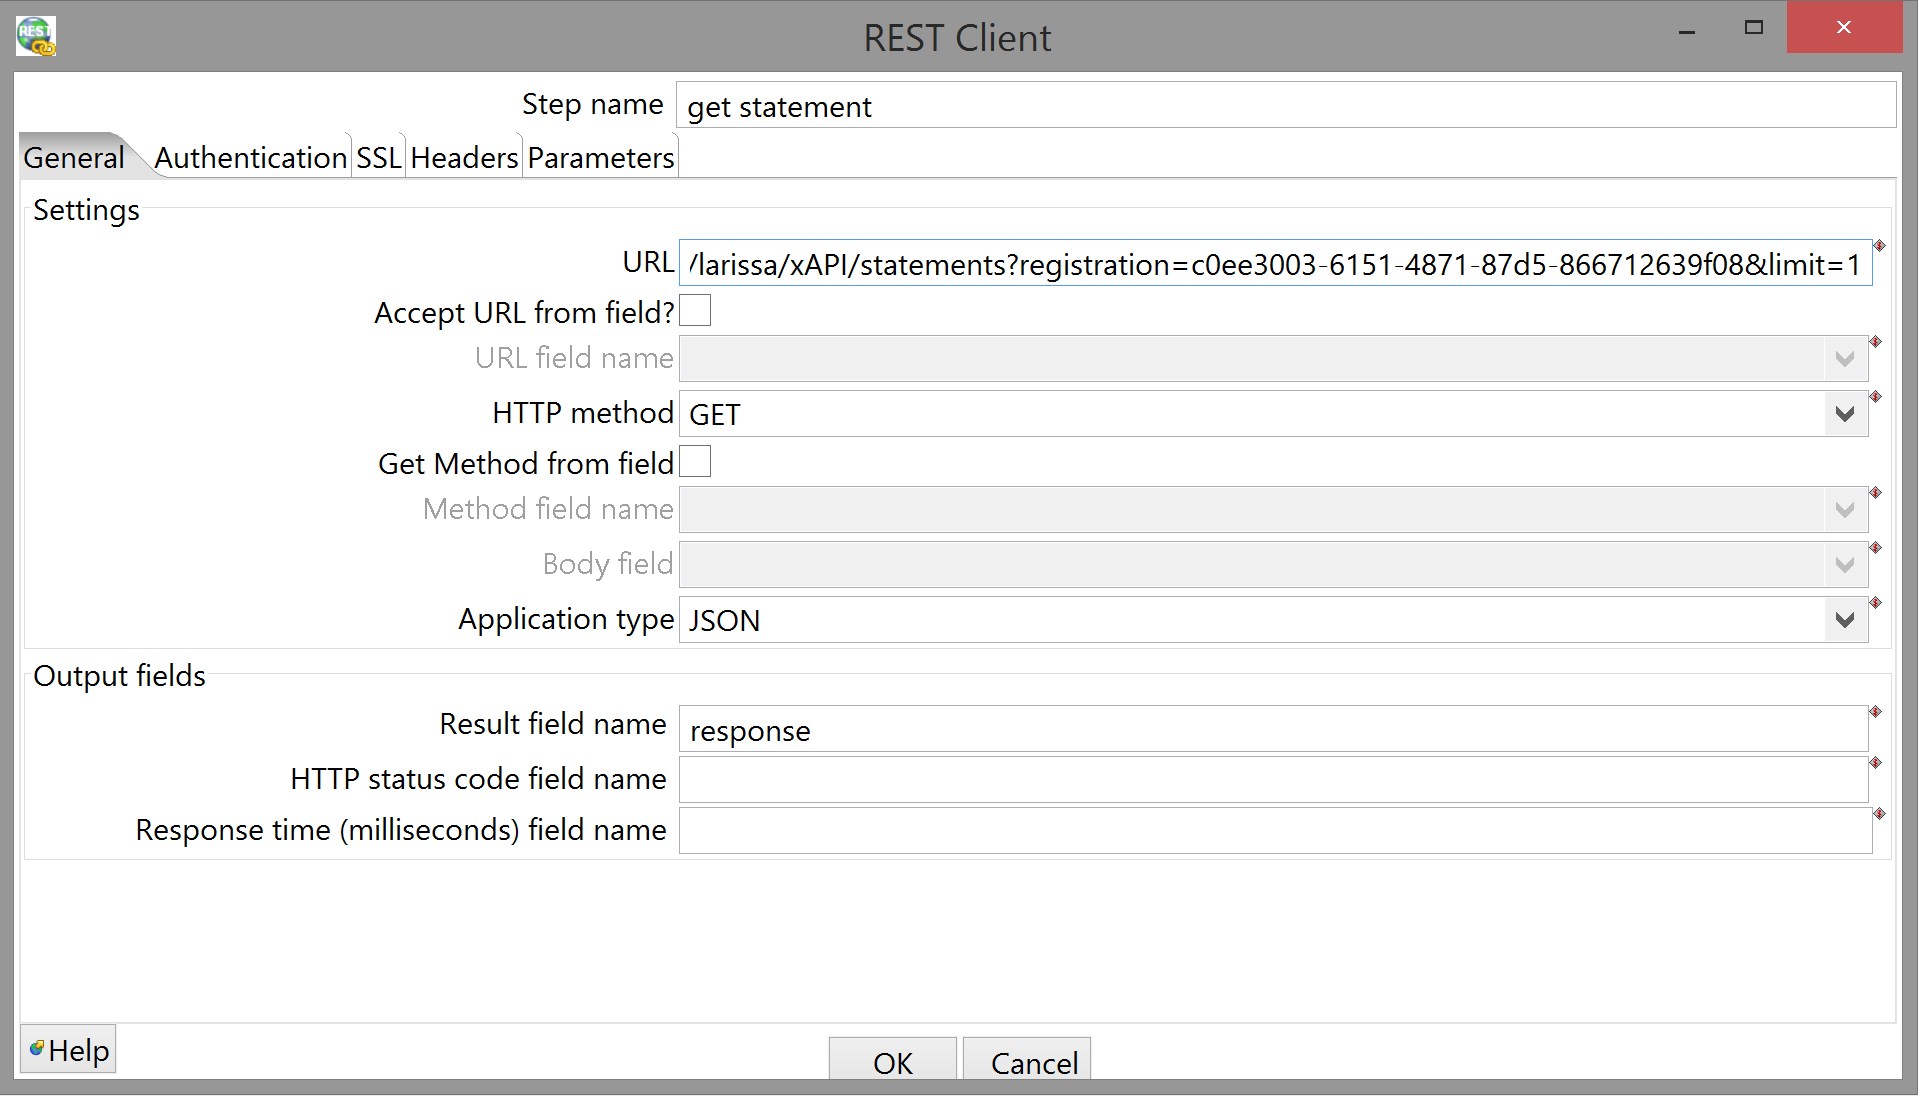 REST
REST Client
Step name get statement
General Authentication SSL Headers Parameters
Settings
URL /larissa/xAPI/statements?registration=c0ee3003-6151-4871-87d5-866712639f08&limit=1
Accept URL from field?
URL field name
HTTP method GET
Get Method from field
Method field name
Body field
Application type JSON
Output fields
Result field name response
HTTP status code field name
Response time (milliseconds) field name
Help OK Cancel